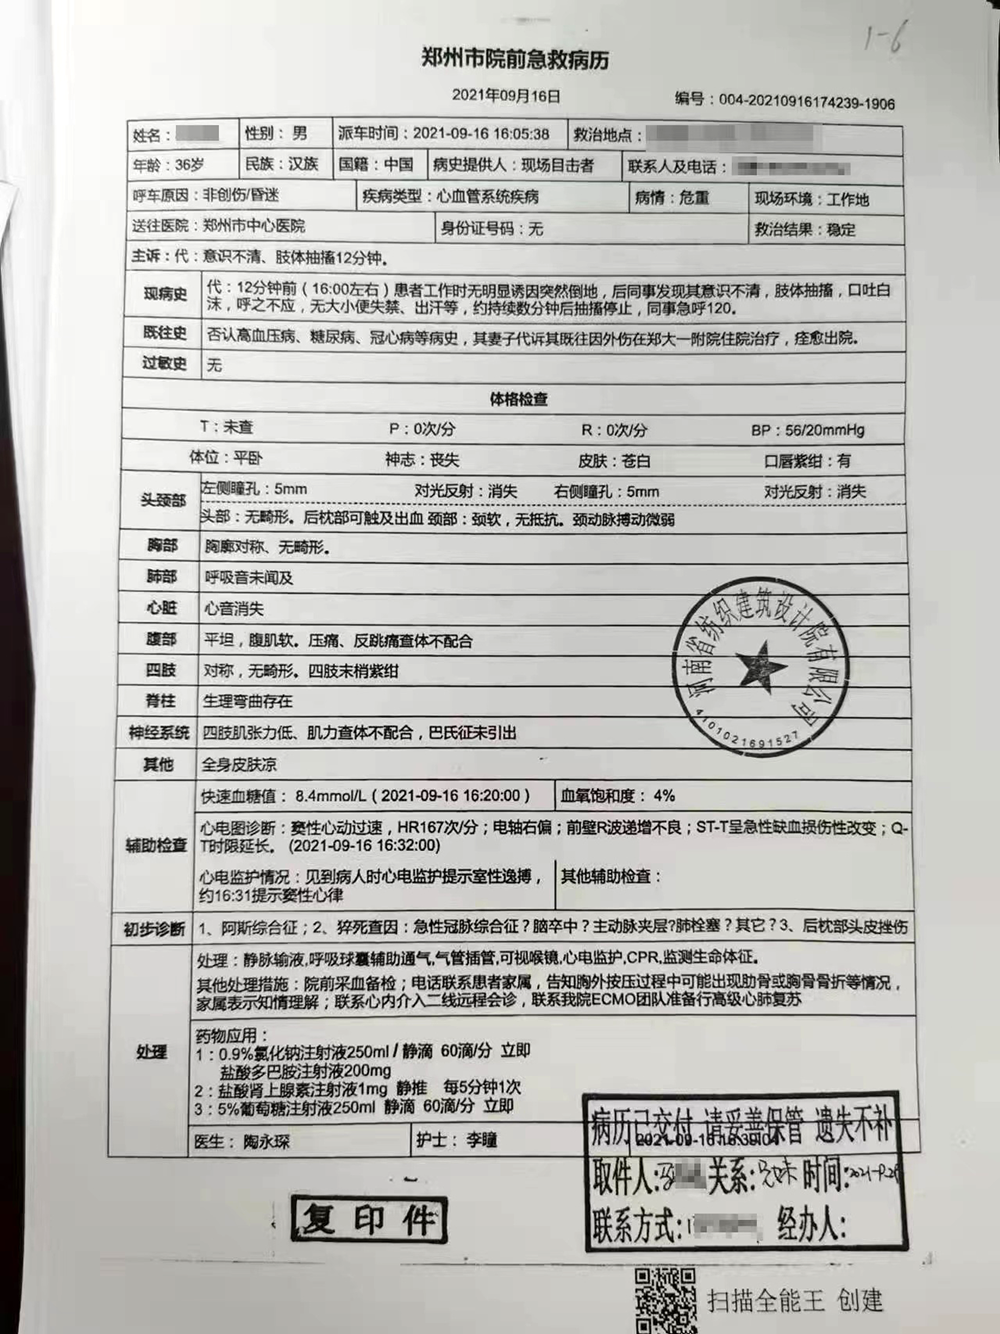 1-6
郑州市院前急救病历
2021年09月16日
编号：004-20210916174239-1906
姓名： 性别：男 派车时间：2021-09-16 16:05:38 救治地点：
年龄：36岁 民族：汉族 国籍：中国 病史提供人：现场目击者 联系人及电话：
呼车原因：非创伤/昏迷 疾病类型：心血管系统疾病 病情：危重 现场环境：工作地
送往医院：郑州市中心医院 身份证号码：无 救治结果：稳定
主诉：代：意识不清、肢体抽搐12分钟。
现病史 代：12分钟前（16:00左右）患者工作时无明显诱因突然倒地，后同事发现其意识不清，肢体抽搐，口吐白
沫，呼之不应，无大小便失禁、出汗等，约持续数分钟后抽搐停止，同事急呼120。
既往史 否认高血压病、糖尿病、冠心病等病史，其妻子代诉其既往因外伤在郑大一附院住院治疗，痊愈出院。
过敏史 无
体格检查
T：未查 P：0次/分 R：0次/分 BP：56/20mmHg
体位：平卧 神志：丧失 皮肤：苍白 口唇紫绀：有
头颈部 左侧瞳孔：5mm 对光反射：消失 右侧瞳孔：5mm 对光反射：消失
头部：无畸形。后枕部可触及出血 颈部：颈软，无抵抗。颈动脉搏动微弱
胸部 胸廓对称、无畸形。
肺部 呼吸音未闻及
心脏 心音消失
腹部 平坦，腹肌软。压痛、反跳痛查体不配合
四肢 对称，无畸形。四肢末梢紫绀
脊柱 生理弯曲存在
神经系统 四肢肌张力低、肌力查体不配合，巴氏征未引出
其他 全身皮肤凉
河南省纺织建筑设计院有限公司
4101021691527
辅助检查 快速血糖值： 8.4mmol/L ( 2021-09-16 16:20:00 ) 血氧饱和度： 4%
心电图诊断：窦性心动过速，HR167次/分；电轴右偏；前壁R波递增不良；ST-T呈急性缺血损伤性改变；Q-
T时限延长。 (2021-09-16 16:32:00)
心电监护情况：见到病人时心电监护提示室性逸搏， 其他辅助检查：
约16:31提示窦性心律
初步诊断 1、阿斯综合征；2、猝死查因：急性冠脉综合征？脑卒中？主动脉夹层？肺栓塞？其它？3、后枕部头皮挫伤
处理 处理：静脉输液,呼吸球囊辅助通气,气管插管,可视喉镜,心电监护,CPR,监测生命体征。
其他处理措施：院前采血备检；电话联系患者家属，告知胸外按压过程中可能出现肋骨或胸骨骨折等情况，
家属表示知情理解；联系心内介入二线远程会诊，联系我院ECMO团队准备行高级心肺复苏
药物应用：
1：0.9%氯化钠注射液250ml / 静滴 60滴/分 立即
盐酸多巴胺注射液200mg
2：盐酸肾上腺素注射液1mg 静推 每5分钟1次
3：5%葡萄糖注射液250ml 静滴 60滴/分 立即
医生： 陶永琛 护士： 李瞳
病历已交付 请妥善保管 遗失不补
取件人: 关系:兄妹 时间:
联系方式: 经办人:
复印件
扫描全能王 创建